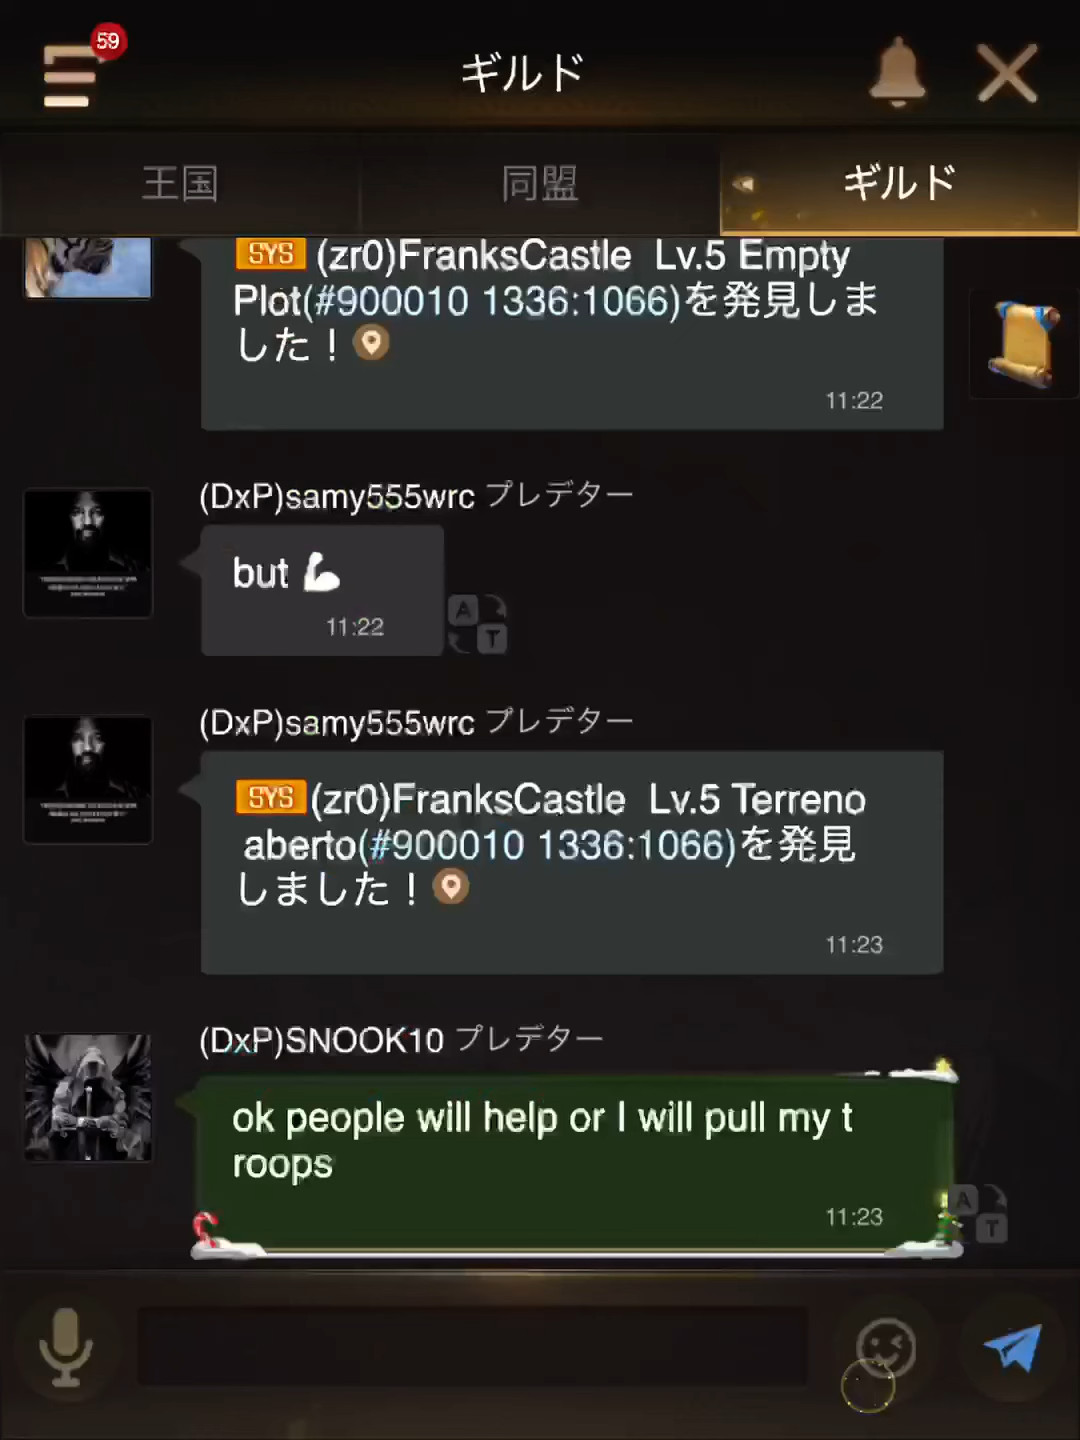 59
ギルド
王国
同盟
ギルド
SYS (zr0)FranksCastle Lv.5 Empty
Plot(#900010 1336:1066)を発見しま
した！
11:22
(DxP)samy555wrc プレデター
but 💪
11:22
A
T
(DxP)samy555wrc プレデター
SYS (zr0)FranksCastle Lv.5 Terreno
aberto(#900010 1336:1066)を発見
しました！
11:23
(DxP)SNOOK10 プレデター
ok people will help or I will pull my t
roops
11:23
A
T